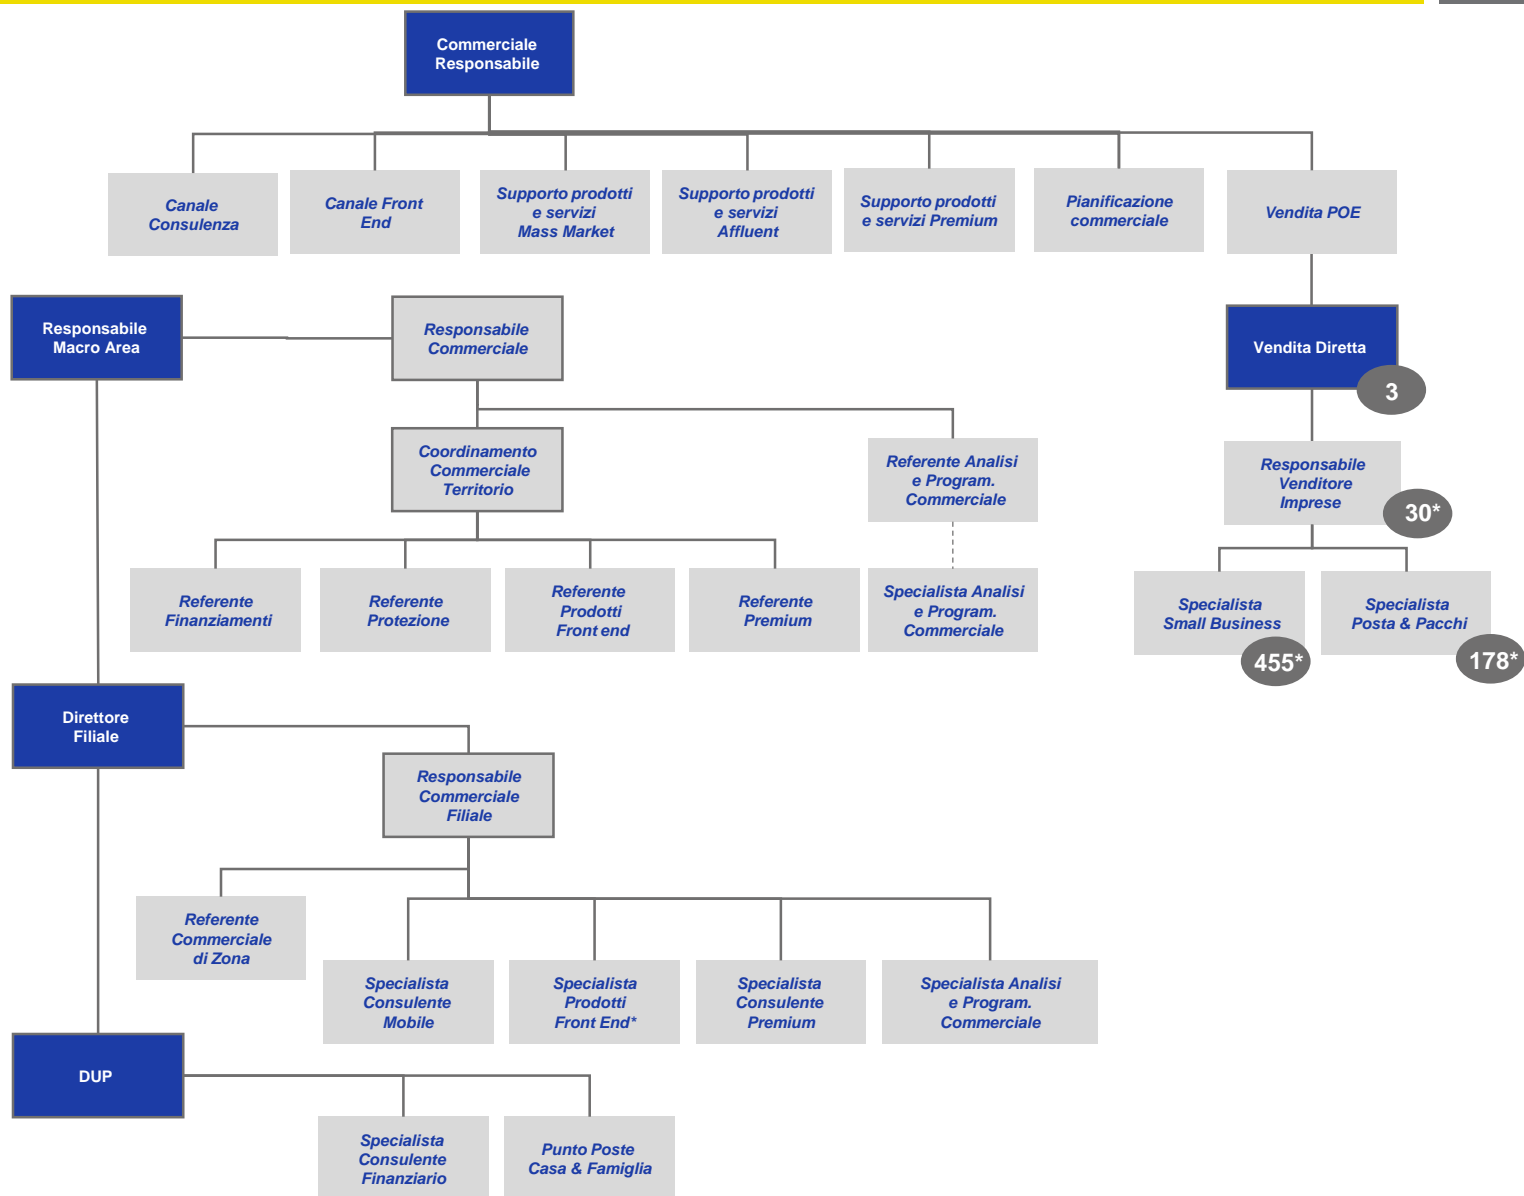 Commerciale
Responsabile
Canale
Consulenza
Canale Front
End
Supporto prodotti
e servizi
Mass Market
Supporto prodotti
e servizi
Affluent
Supporto prodotti
e servizi Premium
Pianificazione
commerciale
Vendita POE
Responsabile
Macro Area
Responsabile
Commerciale
Vendita Diretta
3
Coordinamento
Commerciale
Territorio
Referente Analisi
e Program.
Commerciale
Responsabile
Venditore
Imprese
30*
Referente
Finanziamenti
Referente
Protezione
Referente
Prodotti
Front end
Referente
Premium
Specialista Analisi
e Program.
Commerciale
Specialista
Small Business
455*
Specialista
Posta & Pacchi
178*
Direttore
Filiale
Responsabile
Commerciale
Filiale
Referente
Commerciale
di Zona
Specialista
Consulente
Mobile
Specialista
Prodotti
Front End*
Specialista
Consulente
Premium
Specialista Analisi
e Program.
Commerciale
DUP
Specialista
Consulente
Finanziario
Punto Poste
Casa & Famiglia